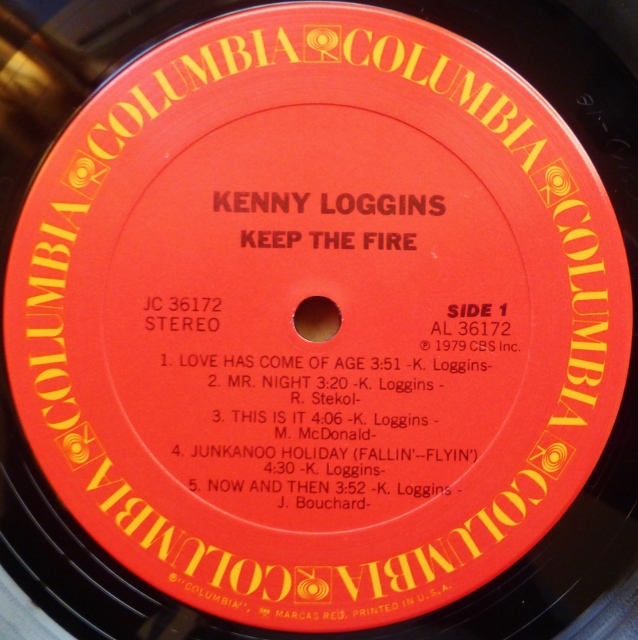 COLUMBIA COLUMBIA COLUMBIA COLUMBIA COLUMBIA COLUMBIA COLUMBIA COLUMBIA
KENNY LOGGINS
KEEP THE FIRE
JC 36172
STEREO
SIDE 1
AL 36172
℗ 1979 CBS Inc.
1. LOVE HAS COME OF AGE 3:51 -K. Loggins-
2. MR. NIGHT 3:20 -K. Loggins -
R. Stekol-
3. THIS IS IT 4:06 -K. Loggins -
M. McDonald-
4. JUNKANOO HOLIDAY (FALLIN'--FLYIN')
4:30 -K. Loggins-
5. NOW AND THEN 3:52 -K. Loggins -
J. Bouchard-
®"COLUMBIA", MARCAS REG. PRINTED IN U.S.A.